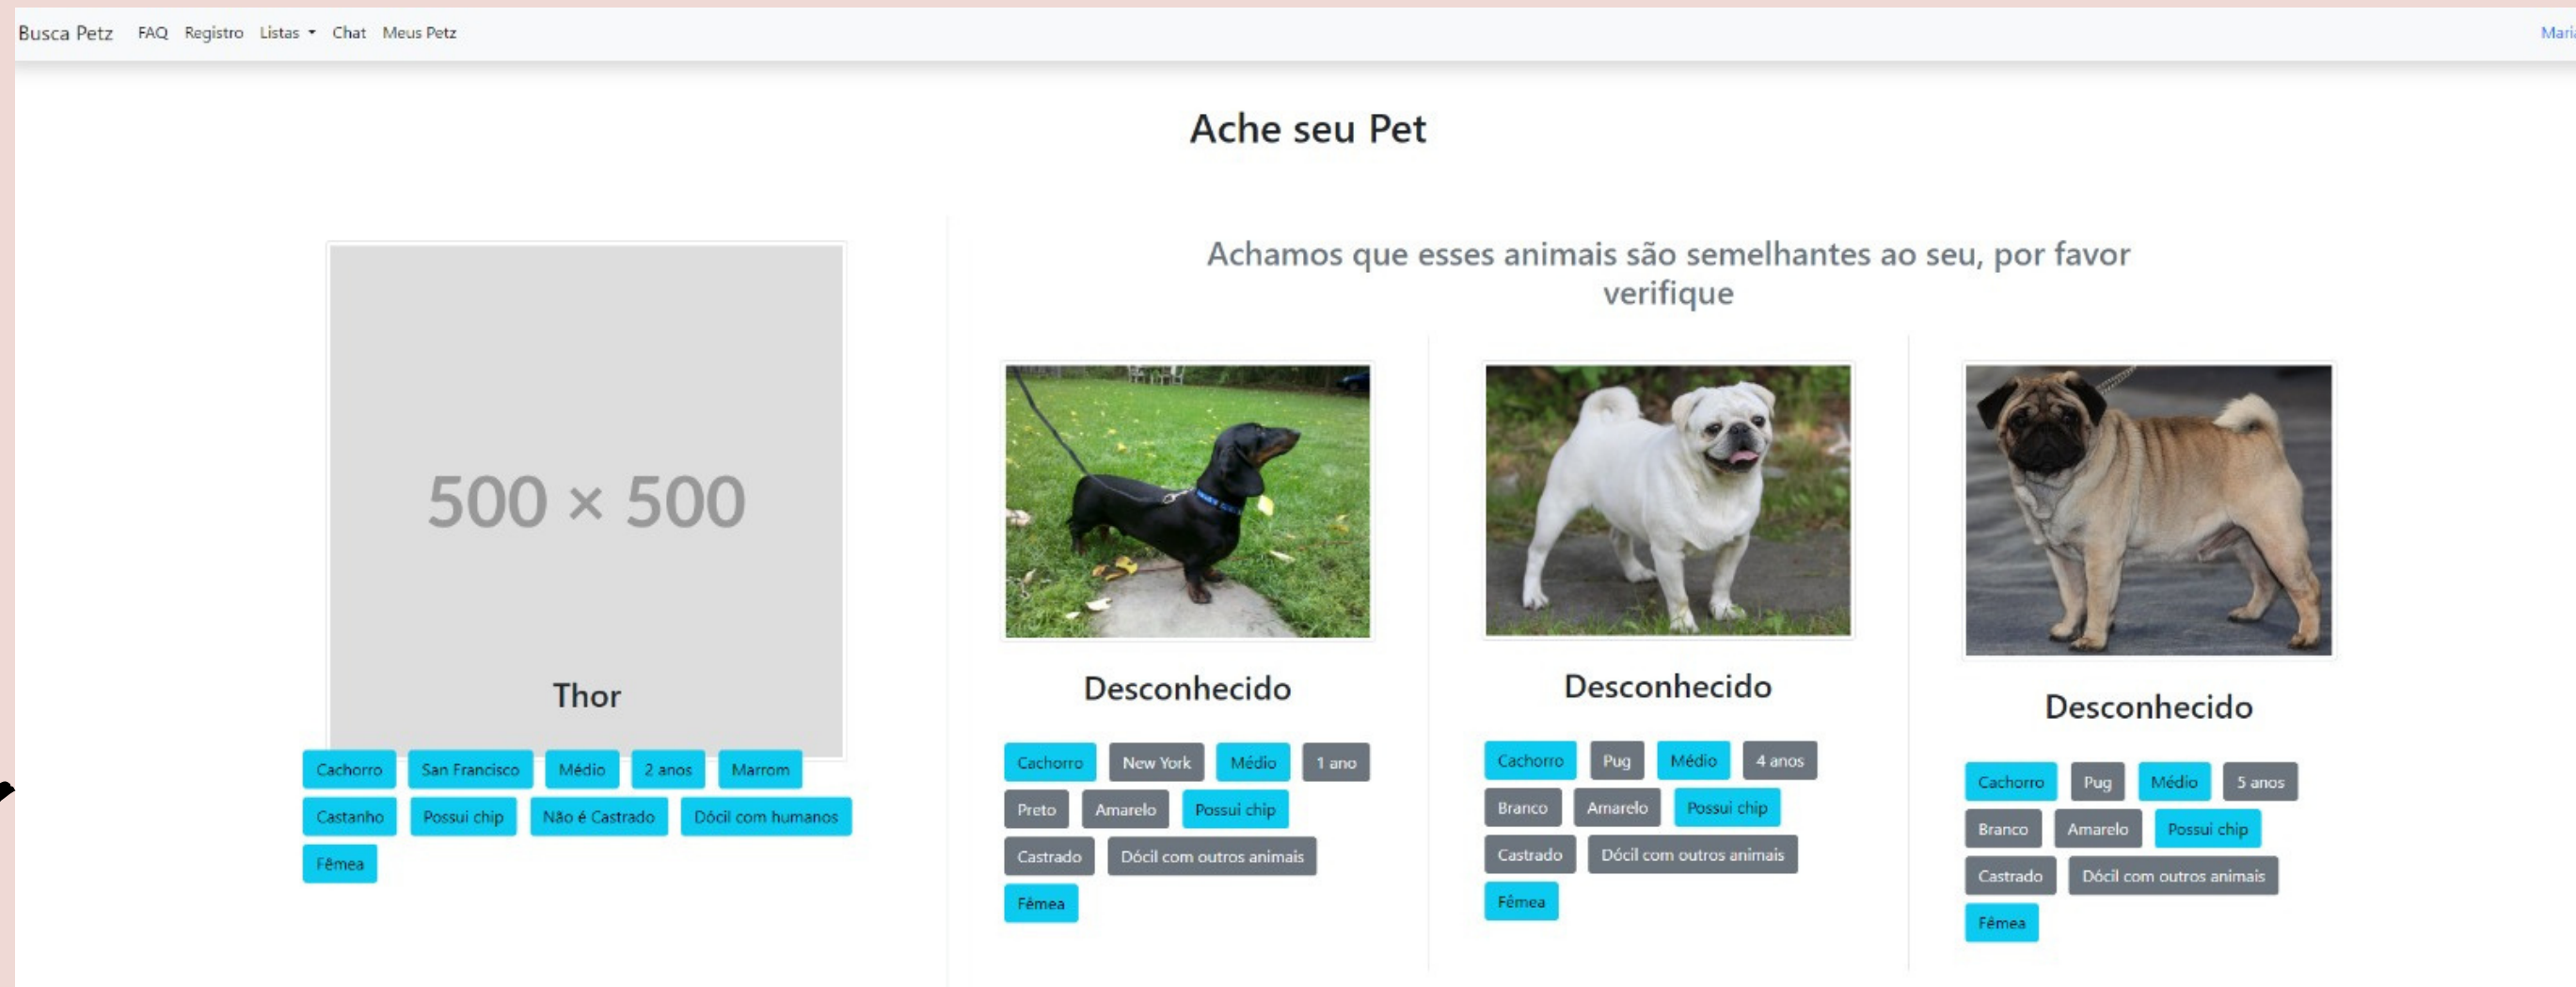 Busca Petz FAQ Registro Listas Chat Meus Petz Maria
Ache seu Pet
500 × 500
Thor
Cachorro San Francisco Médio 2 anos Marrom
Castanho Possui chip Não é Castrado Dócil com humanos
Fêmea
Achamos que esses animais são semelhantes ao seu, por favor
verifique
Desconhecido
Cachorro New York Médio 1 ano
Preto Amarelo Possui chip
Castrado Dócil com outros animais
Fêmea
Desconhecido
Cachorro Pug Médio 4 anos
Branco Amarelo Possui chip
Castrado Dócil com outros animais
Fêmea
Desconhecido
Cachorro Pug Médio 5 anos
Branco Amarelo Possui chip
Castrado Dócil com outros animais
Fêmea